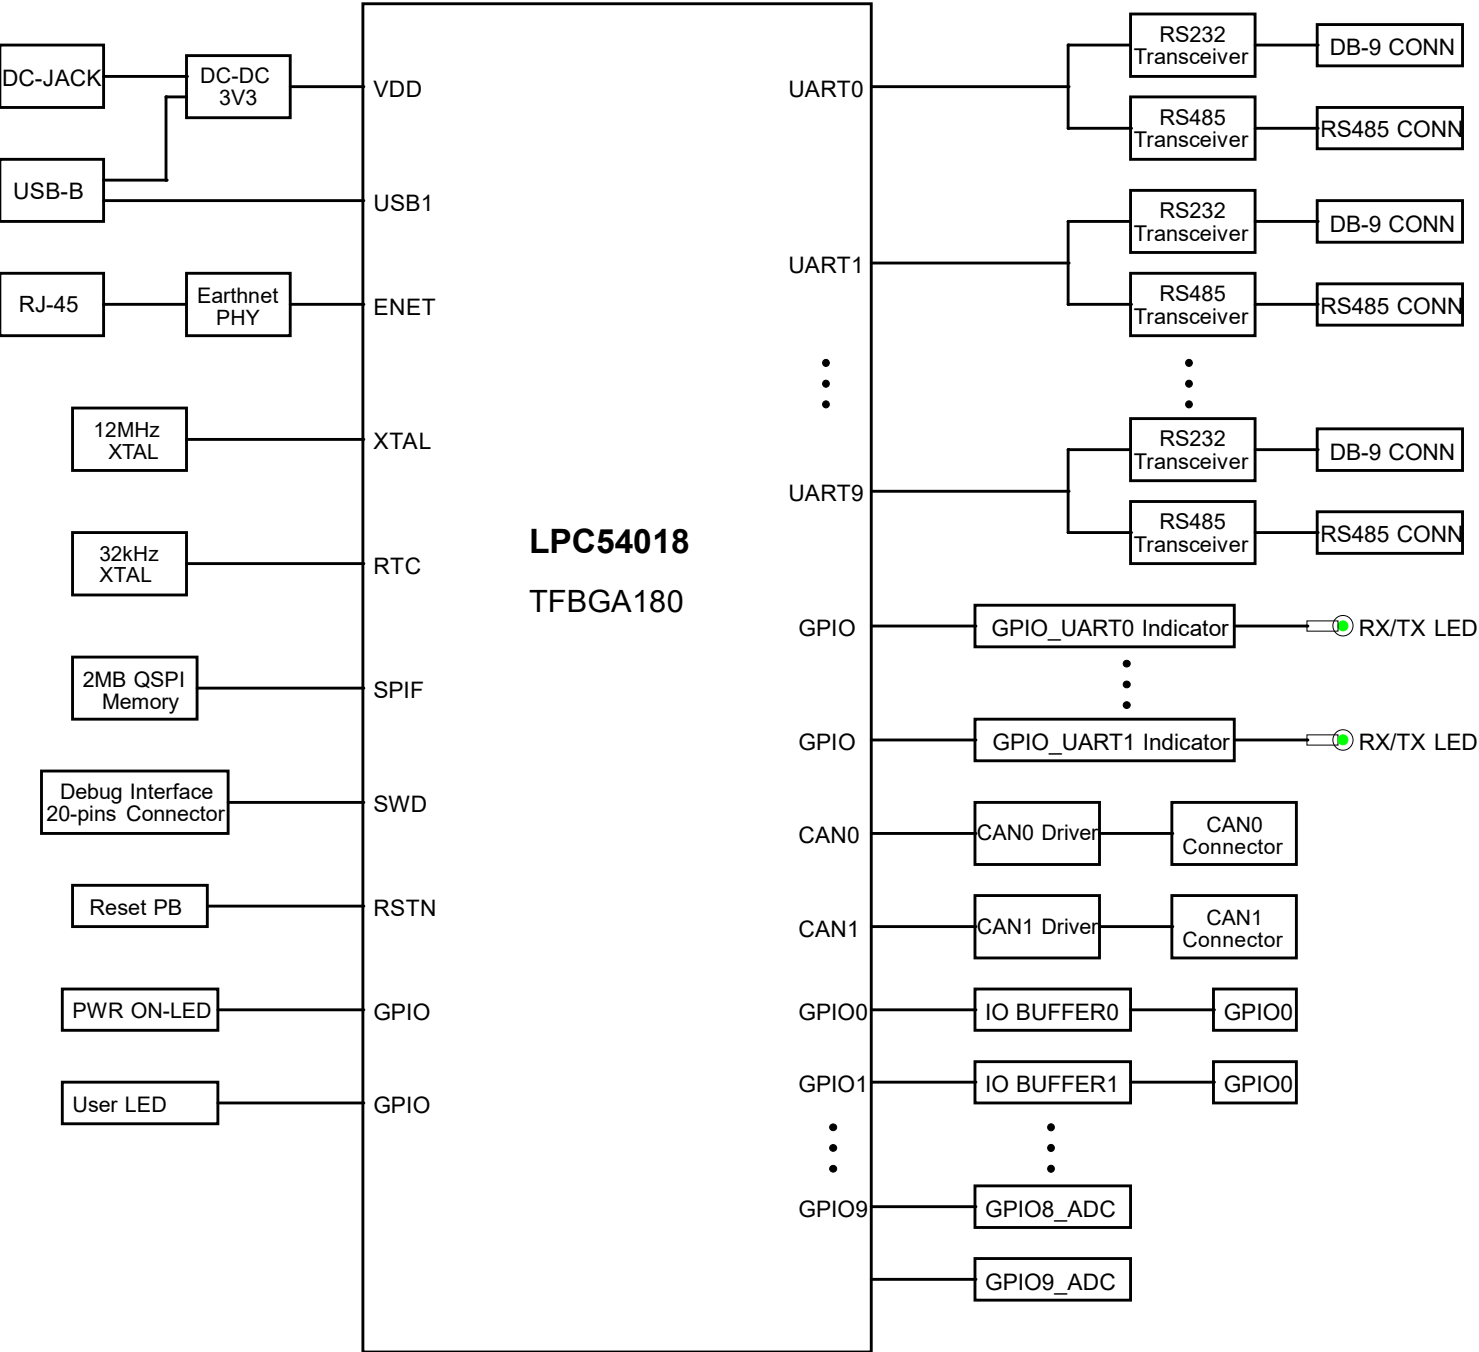 DC-JACK
DC-DC
3V3
VDD
USB-B
USB1
RJ-45
Earthnet
PHY
ENET
12MHz
XTAL
XTAL
32kHz
XTAL
RTC
2MB QSPI
Memory
SPIF
Debug Interface
20-pins Connector
SWD
Reset PB
RSTN
PWR ON-LED
GPIO
User LED
GPIO
LPC54018
TFBGA180
UART0
RS232
Transceiver
DB-9 CONN
RS485
Transceiver
RS485 CONN
UART1
RS232
Transceiver
DB-9 CONN
RS485
Transceiver
RS485 CONN
UART9
RS232
Transceiver
DB-9 CONN
RS485
Transceiver
RS485 CONN
GPIO
GPIO_UART0 Indicator
RX/TX LED
GPIO
GPIO_UART1 Indicator
RX/TX LED
CAN0
CAN0 Driver
CAN0
Connector
CAN1
CAN1 Driver
CAN1
Connector
GPIO0
IO BUFFER0
GPIO0
GPIO1
IO BUFFER1
GPIO0
GPIO9
GPIO8_ADC
GPIO9_ADC